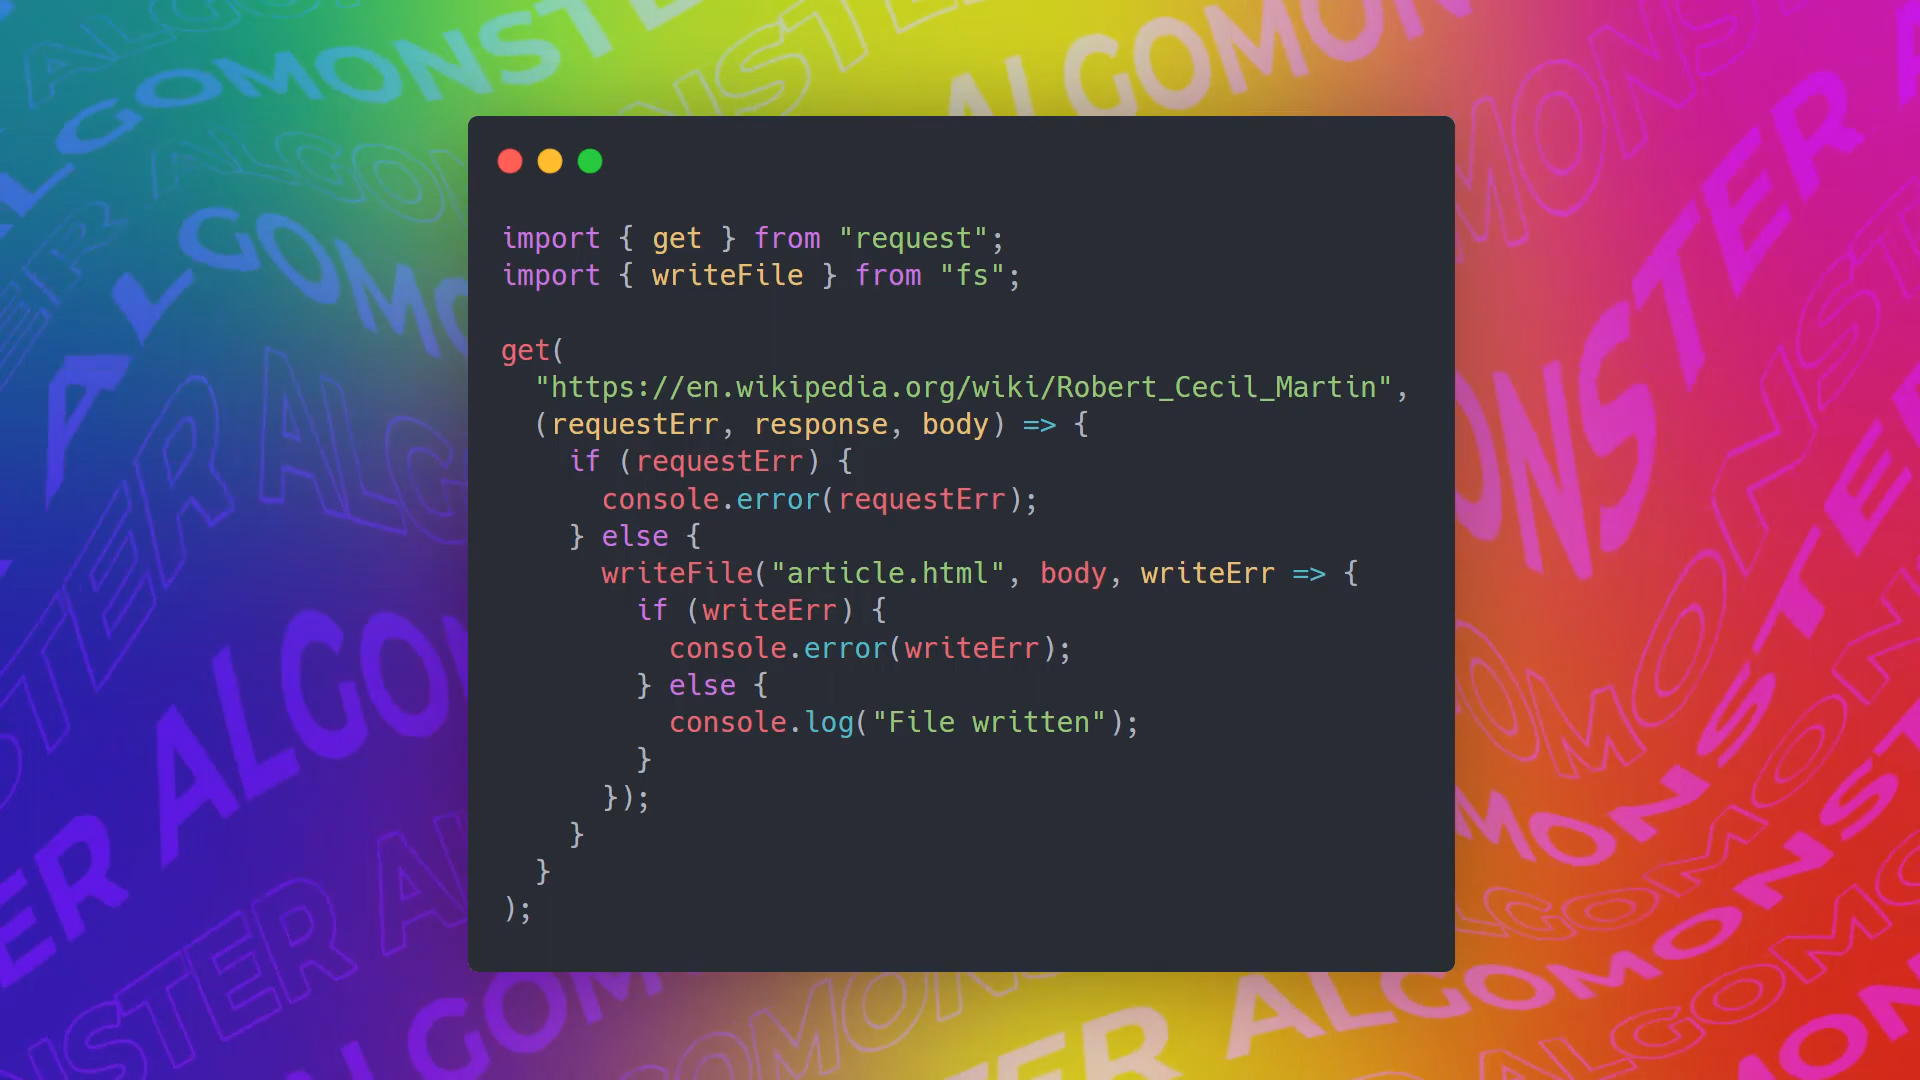 ALGOMONSTER ALGOMONSTER
import { get } from "request";
import { writeFile } from "fs";
get(
"https://en.wikipedia.org/wiki/Robert_Cecil_Martin",
(requestErr, response, body) => {
if (requestErr) {
console.error(requestErr);
} else {
writeFile("article.html", body, writeErr => {
if (writeErr) {
console.error(writeErr);
} else {
console.log("File written");
}
});
}
}
);